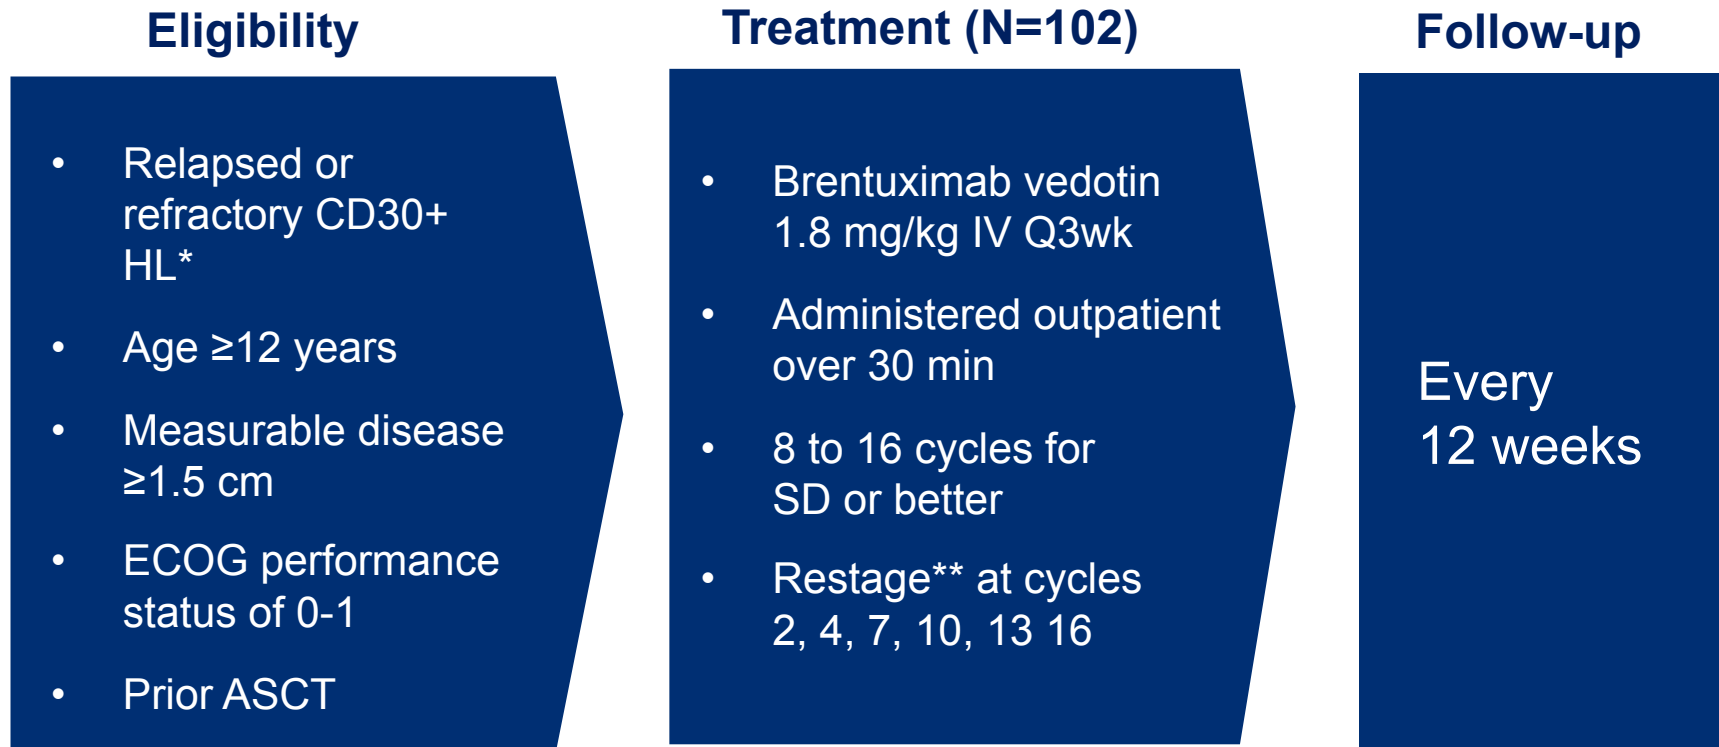 Eligibility
• Relapsed or
refractory CD30+
HL*
• Age ≥12 years
• Measurable disease
≥1.5 cm
• ECOG performance
status of 0-1
• Prior ASCT
Treatment (N=102)
• Brentuximab vedotin
1.8 mg/kg IV Q3wk
• Administered outpatient
over 30 min
• 8 to 16 cycles for
SD or better
• Restage** at cycles
2, 4, 7, 10, 13 16
Follow-up
Every
12 weeks